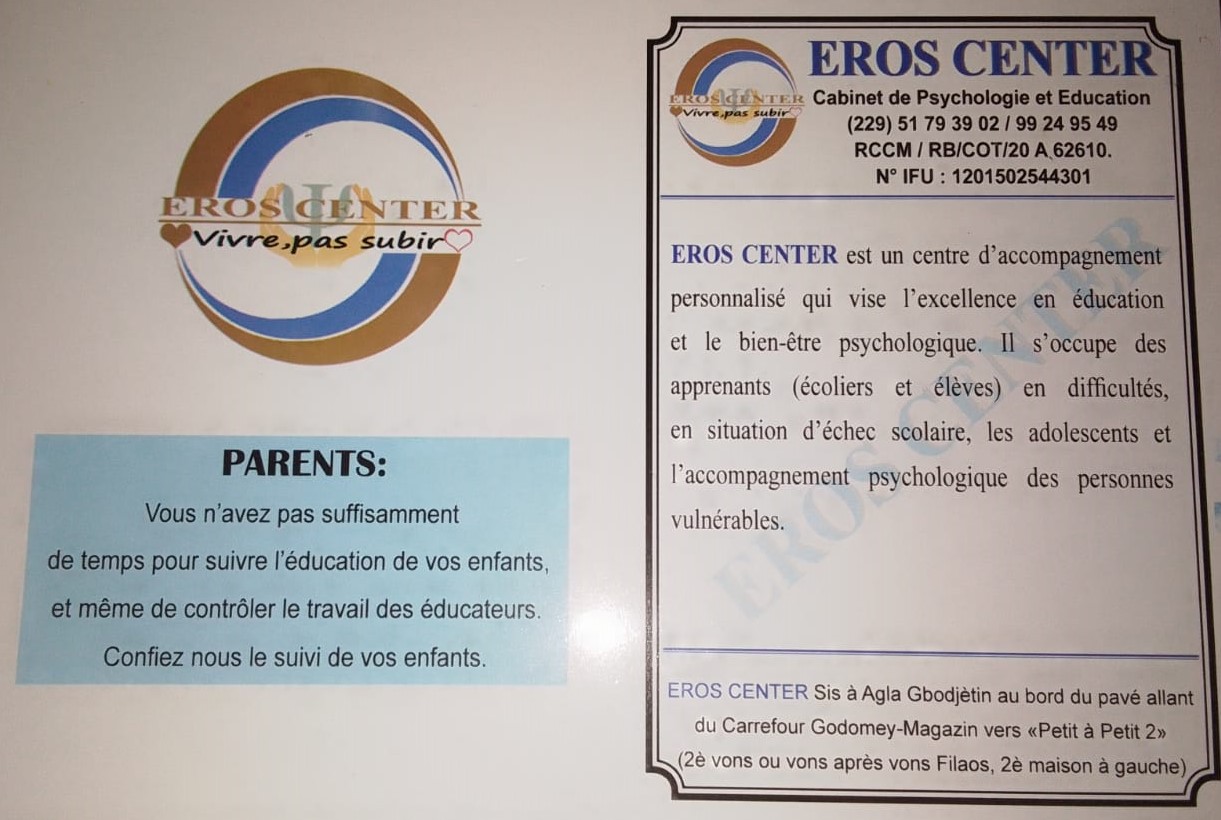 EROS CENTER
Vivre,pas subir
PARENTS:
Vous n'avez pas suffisamment
de temps pour suivre l'éducation de vos enfants,
et même de contrôler le travail des éducateurs.
Confiez nous le suivi de vos enfants.
EROS CENTER
Vivre,pas subir
EROS CENTER
Cabinet de Psychologie et Education
(229) 51 79 39 02 / 99 24 95 49
RCCM / RB/COT/20 A 62610.
N° IFU : 1201502544301
EROS CENTER est un centre d'accompagnement
personnalisé qui vise l'excellence en éducation
et le bien-être psychologique. Il s'occupe des
apprenants (écoliers et élèves) en difficultés,
en situation d'échec scolaire, les adolescents et
l'accompagnement psychologique des personnes
vulnérables.
EROS CENTER
EROS CENTER Sis à Agla Gbodjètin au bord du pavé allant
du Carrefour Godomey-Magazin vers «Petit à Petit 2»
(2è vons ou vons après vons Filaos, 2è maison à gauche)